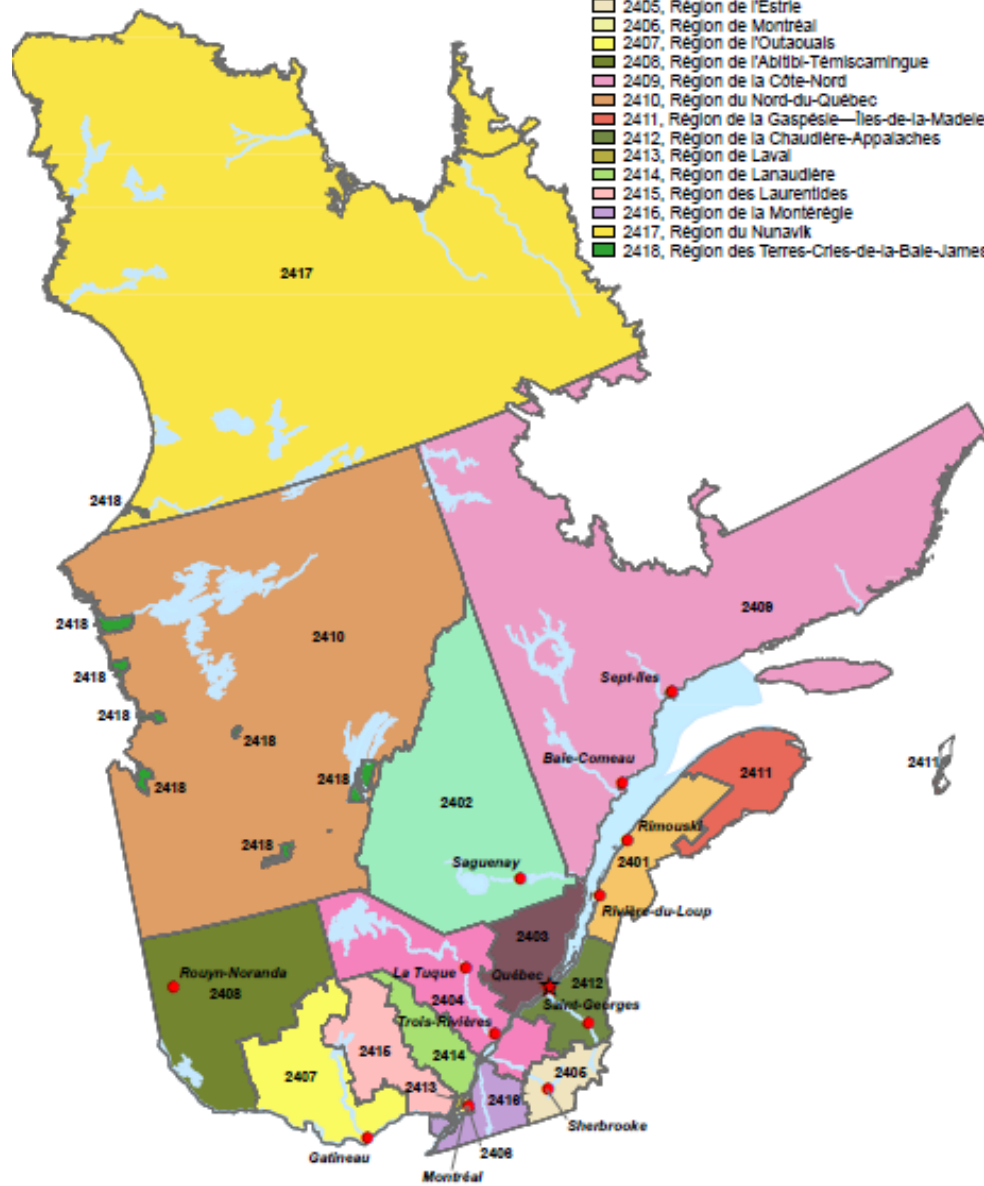 2405, Région de l'Estrie
2406, Région de Montréal
2407, Région de l'Outaouais
2408, Région de l'Abitibi-Témiscamingue
2409, Région de la Côte-Nord
2410, Région du Nord-du-Québec
2411, Région de la Gaspésie—Îles-de-la-Madele
2412, Région de la Chaudière-Appalaches
2413, Région de Laval
2414, Région de Lanaudière
2415, Région des Laurentides
2416, Région de la Montérégie
2417, Région du Nunavik
2418, Région des Terres-Cries-de-la-Baie-James
2417
2418
2418
2410
2409
2418
Sept-Iles
2418
2418
2418
2418
Baie-Comeau
2411
2411
2402
Rimouski
2418
Saguenay
2401
Rivière-du-Loup
2403
Rouyn-Noranda
La Tuque
Québec
2412
2408
2404
Saint-Georges
Trois-Rivières
2415
2414
2405
2407
2413
2416
Sherbrooke
2406
Gatineau
Montréal